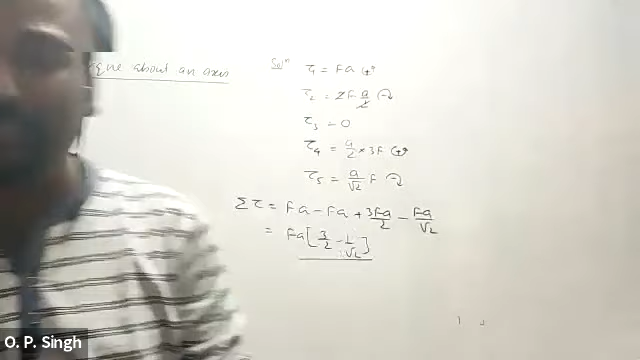 que about an axis
Solⁿ
τ₁ = Fa
τ₂ = 2F a/2
τ₃ = 0
τ₄ = a/2 × 3F
τ₅ = a/√2 F
Στ = Fa - Fa + 3Fa/2 - Fa/√2
= Fa[3/2 - 1/√2]
O. P. Singh